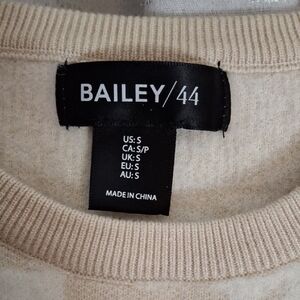 BAILEY/44
US: S
CA: S/P
UK: S
EU: S
AU: S
MADE IN CHINA